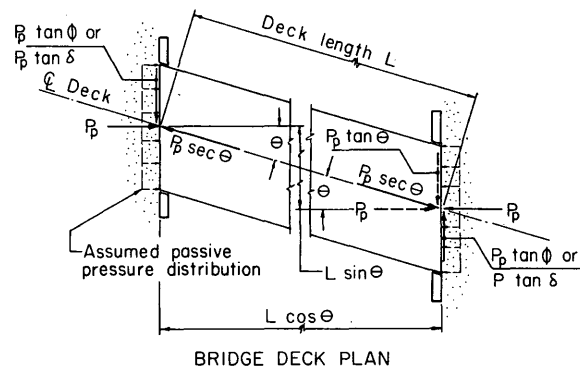 Pp tan ϕ or
Pp tan δ
℄ Deck
Deck length L
Pp
θ
Pp sec θ
Pp tan θ
θ
Pp sec θ
Pp
Pp
Assumed passive
pressure distribution
L sin θ
Pp tan ϕ or
P tan δ
L cos θ
BRIDGE DECK PLAN